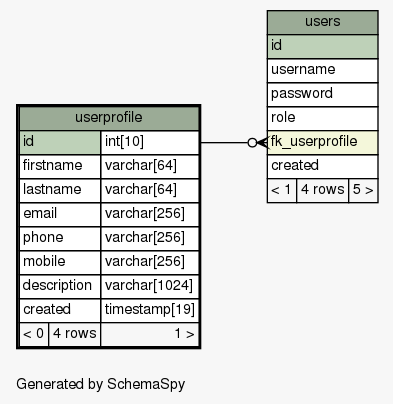 users
id
username
password
role
fk_userprofile
created
< 1 4 rows 5 >
userprofile
id int[10]
firstname varchar[64]
lastname varchar[64]
email varchar[256]
phone varchar[256]
mobile varchar[256]
description varchar[1024]
created timestamp[19]
< 0 4 rows 1 >
Generated by SchemaSpy